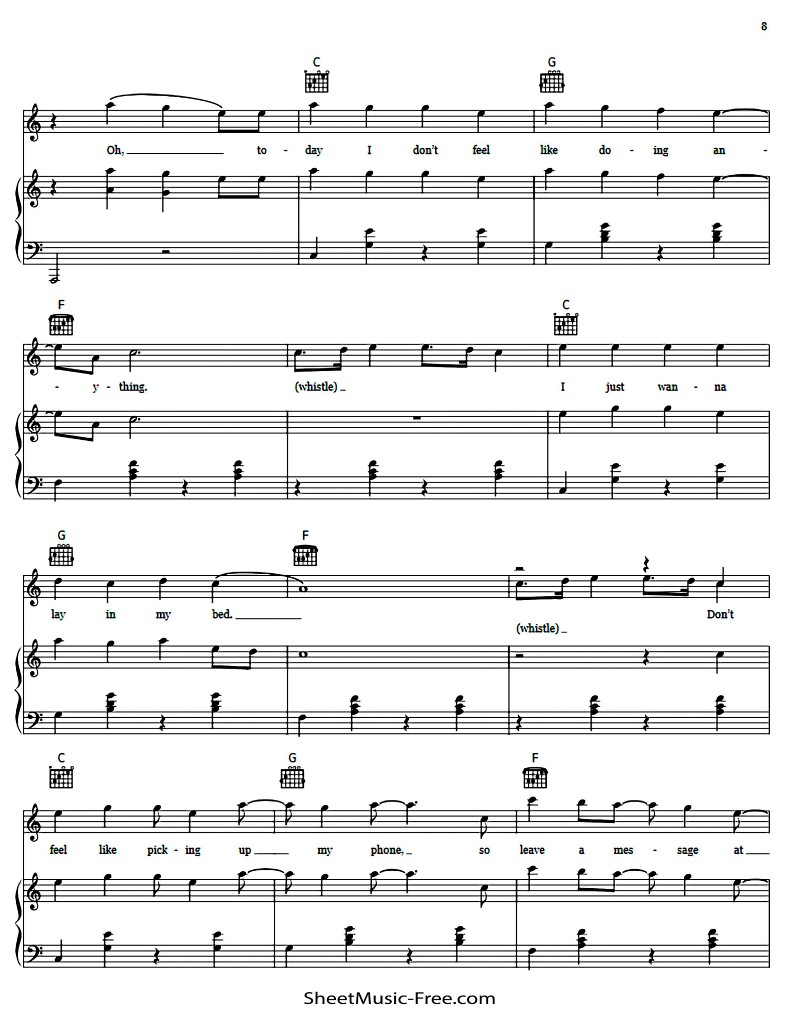 8
C G
Oh, to - day I don't feel like do - ing an -
F C
- y - thing. (whistle) I just wan - na
G F
lay in my bed. Don't
(whistle)
C G F
feel like pick - ing up my phone, so leave a mes - sage at
SheetMusic-Free.com